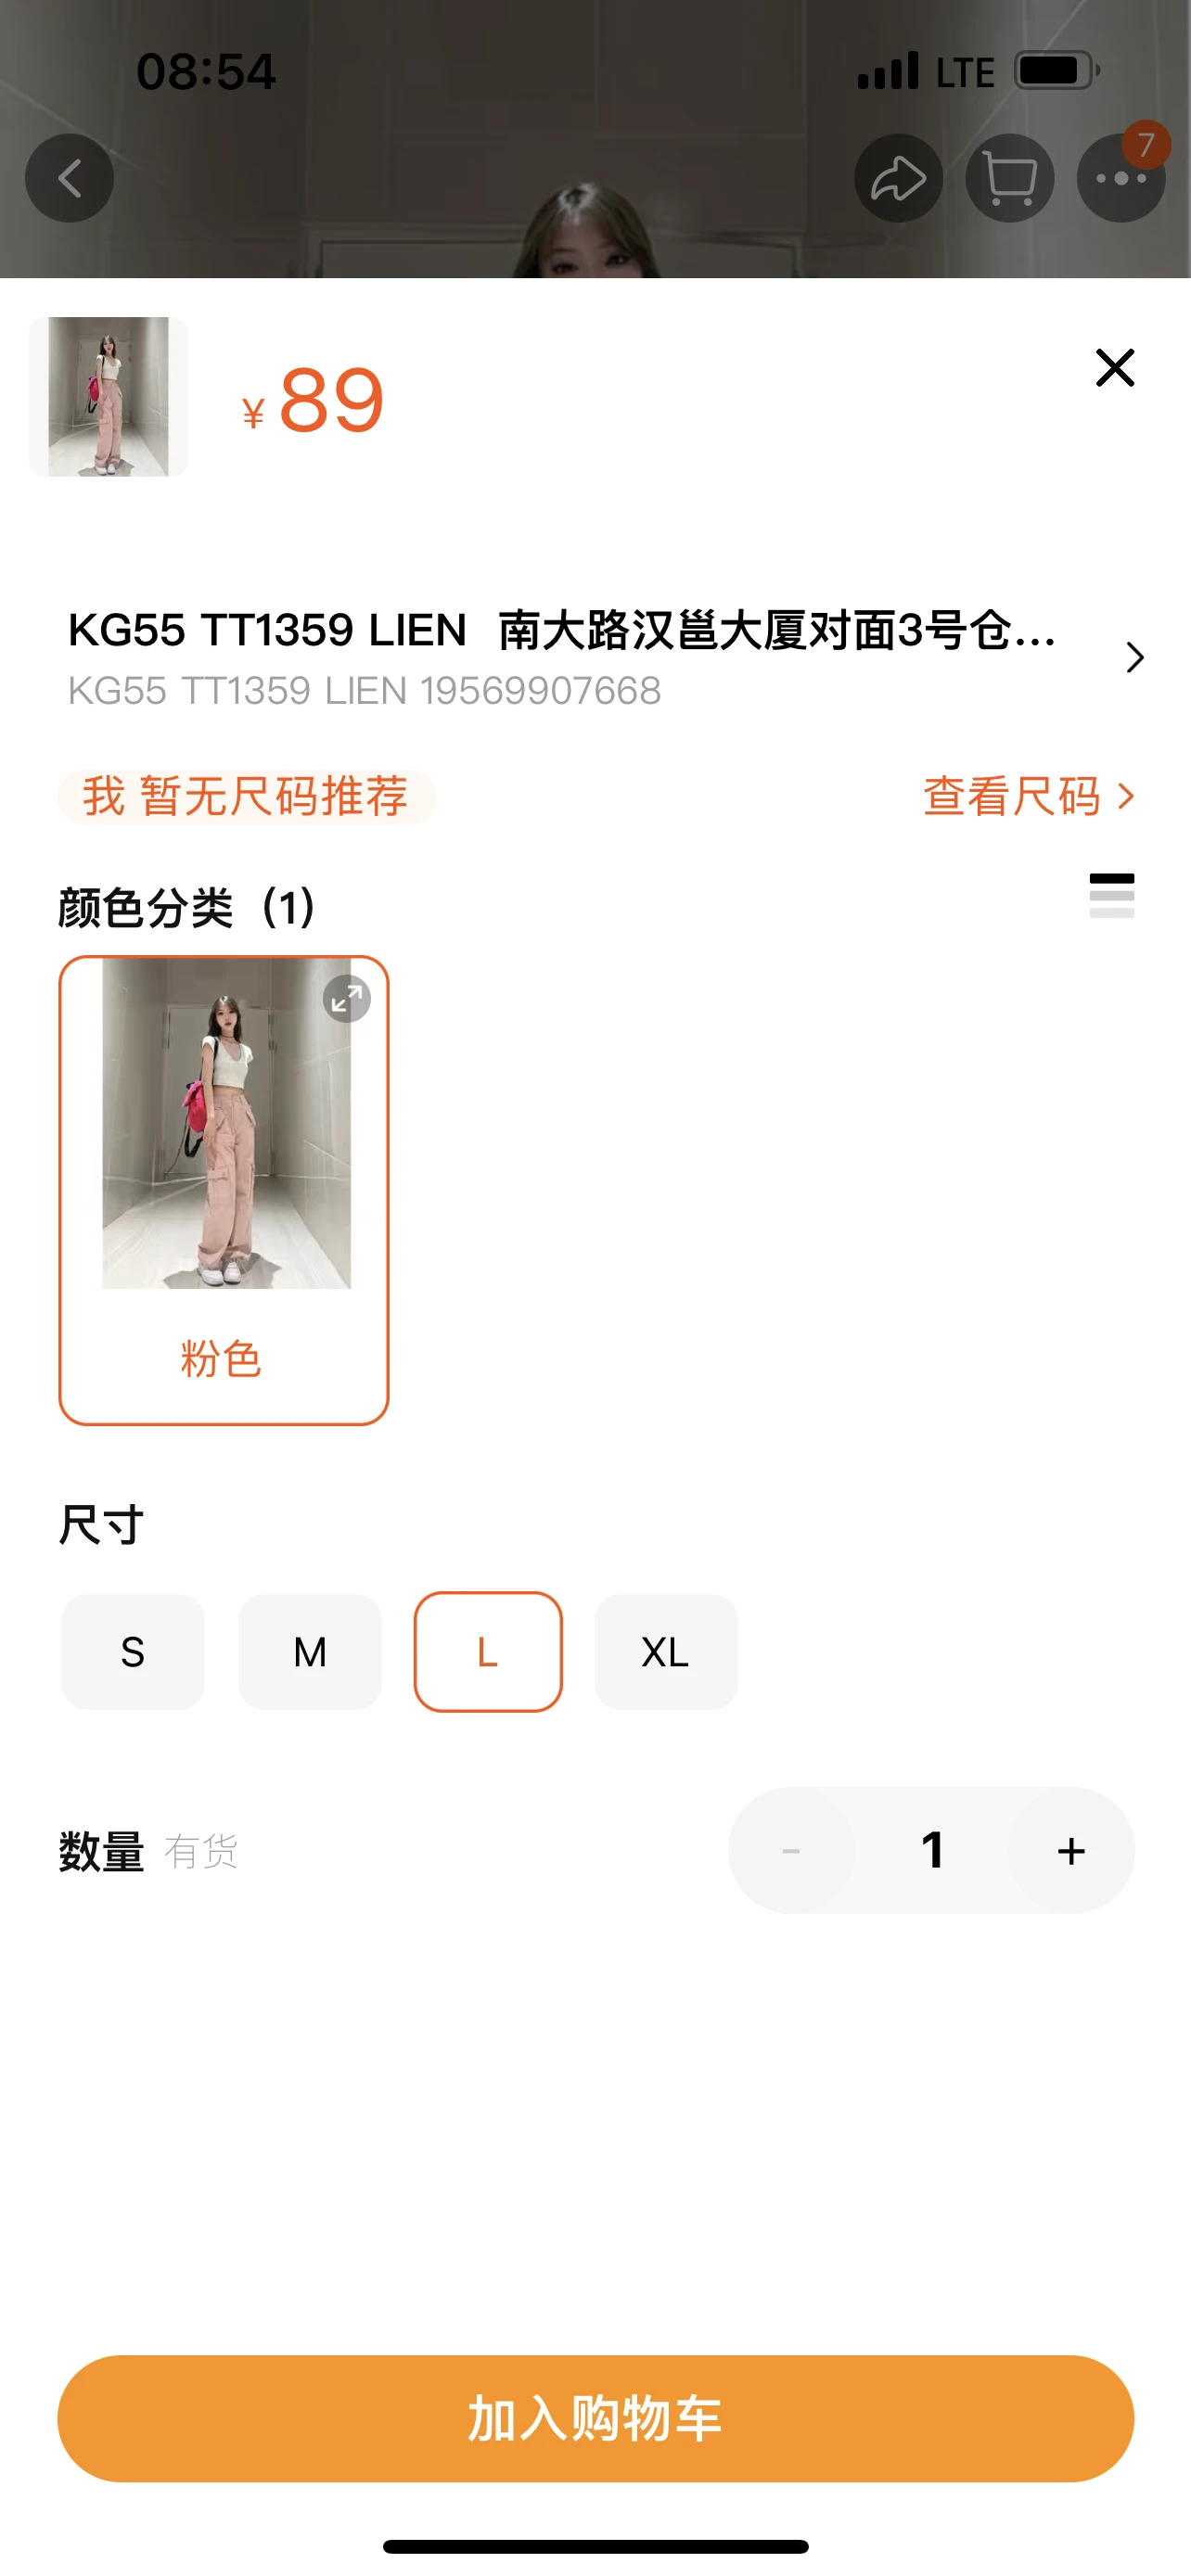 08:54
LTE
7
¥ 89
KG55 TT1359 LIEN 南大路汉邕大厦对面3号仓...
KG55 TT1359 LIEN 19569907668
我 暂无尺码推荐
查看尺码
颜色分类（1）
粉色
尺寸
S M L XL
数量 有货
- 1 +
加入购物车